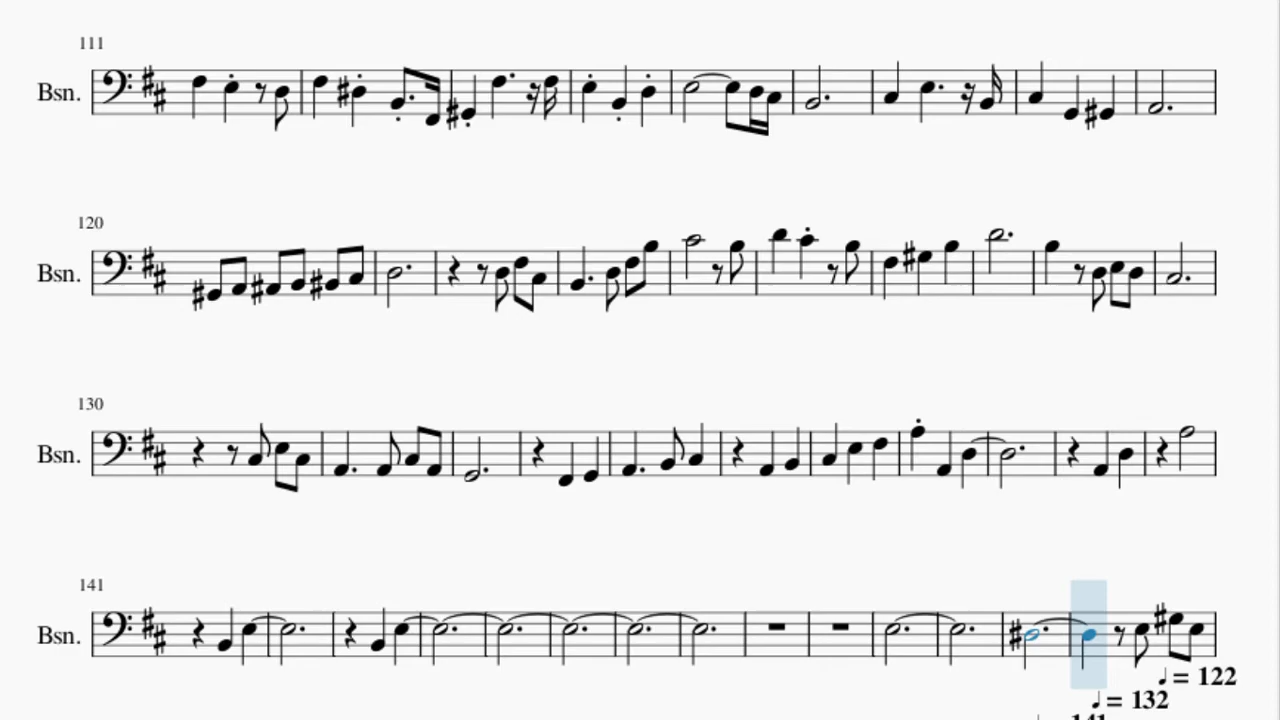 111
Bsn.
120
Bsn.
130
Bsn.
141
Bsn.
♩= 122
♩= 132